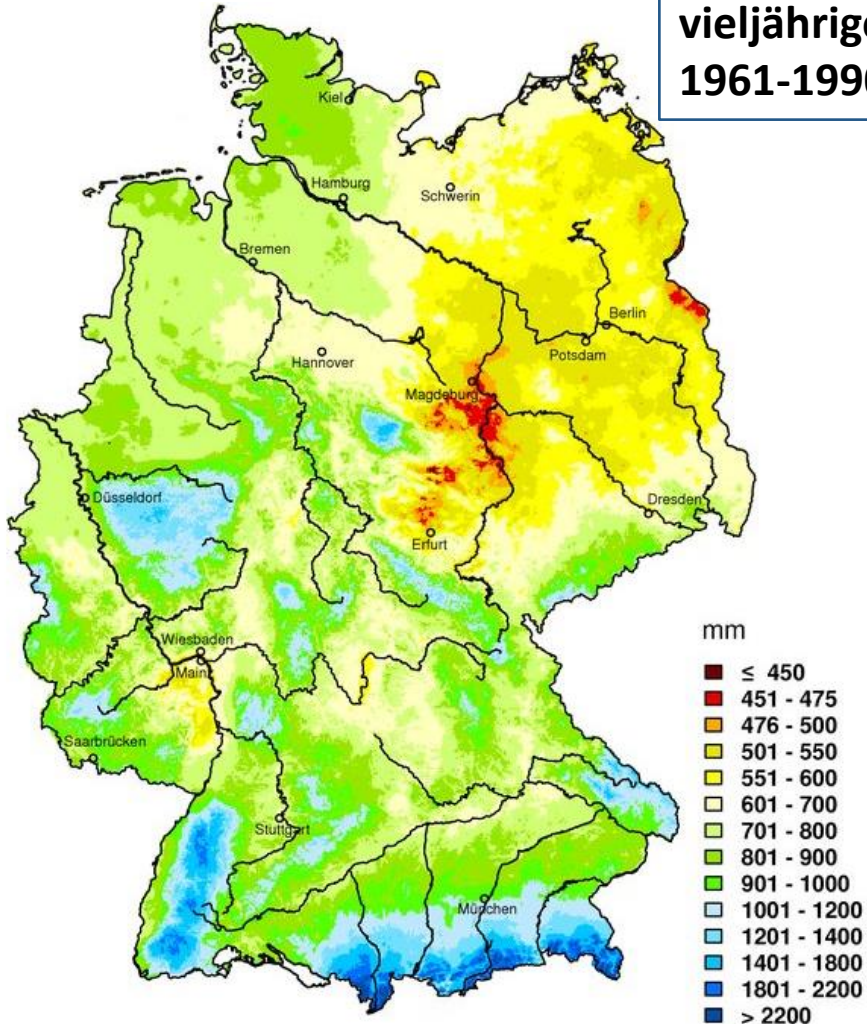 vieljährige
1961-1990
Kiel
Hamburg
Schwerin
Bremen
Berlin
Hannover
Potsdam
Magdeburg
Düsseldorf
Dresden
Erfurt
Wiesbaden
Mainz
Saarbrücken
Stuttgart
München
mm
≤ 450
451 - 475
476 - 500
501 - 550
551 - 600
601 - 700
701 - 800
801 - 900
901 - 1000
1001 - 1200
1201 - 1400
1401 - 1800
1801 - 2200
> 2200